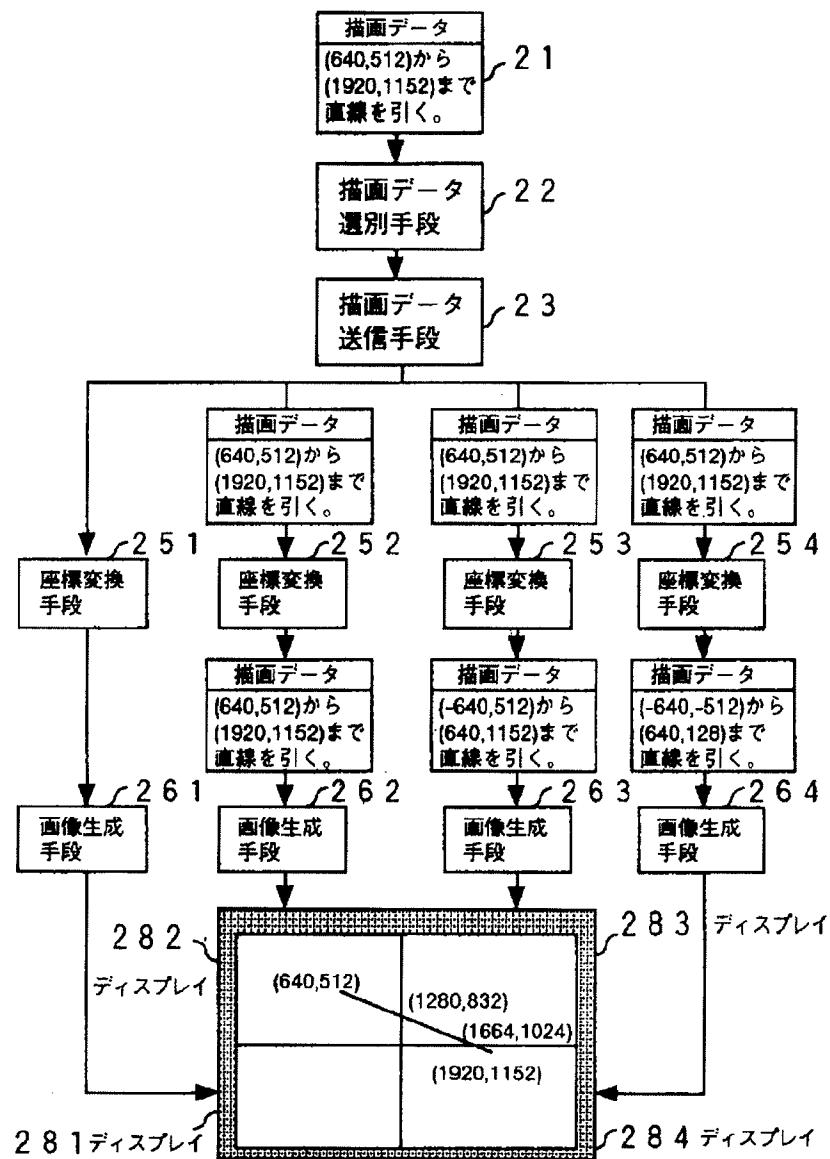 描画データ
(640,512)から
(1920,1152)まで
直線を引く。
21
描画データ
選別手段
22
描画データ
送信手段
23
描画データ
(640,512)から
(1920,1152)まで
直線を引く。
描画データ
(640,512)から
(1920,1152)まで
直線を引く。
描画データ
(640,512)から
(1920,1152)まで
直線を引く。
251
座標変換
手段
252
座標変換
手段
253
座標変換
手段
254
座標変換
手段
描画データ
(640,512)から
(1920,1152)まで
直線を引く。
描画データ
(-640,512)から
(640,1152)まで
直線を引く。
描画データ
(-640,-512)から
(640,128)まで
直線を引く。
261
画像生成
手段
262
画像生成
手段
263
画像生成
手段
264
画像生成
手段
282
ディスプレイ
283 ディスプレイ
(640,512)
(1280,832)
(1664,1024)
(1920,1152)
281 ディスプレイ
284 ディスプレイ